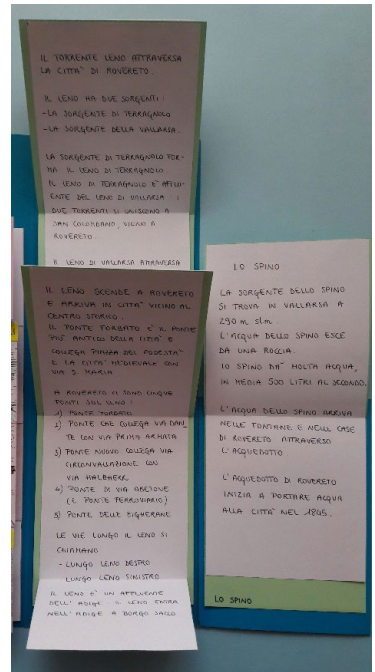 IL TORRENTE LENO ATTRAVERSA
LA CITTA' DI ROVERETO
IL LENO HA DUE SORGENTI:
- LA SORGENTE DI TERRAGNOLO
- LA SORGENTE DELLA VALLARSA.
LA SORGENTE DI TERRAGNOLO FOR-
MA IL LENO DI TERRAGNOLO
IL LENO DI TERRAGNOLO E' AFFLU-
ENTE DEL LENO DI VALLARSA: I
DUE TORRENTI SI UNISCONO A
SAN COLOMBANO, VICINO A
ROVERETO.
IL LENO DI VALLARSA ATTRAVERSA
IL LENO SCENDE A ROVERETO
E ARRIVA IN CITTA' VICINO AL
CENTRO STORICO.
IL PONTE FORBATO E' IL PONTE
PIU' ANTICO DELLA CITTA' E
COLLEGA PIAZZA DEL PODESTA'
E LA CITTA' MEDIEVALE CON
VIA S. MARIA
A ROVERETO CI SONO CINQUE
PONTI SUL LENO:
1) PONTE FORBATO
2) PONTE CHE COLLEGA VIA DAN_
TE CON VIA PRIMA ARMATA
3) PONTE NUOVO COLLEGA VIA
CIRCONVALLAZIONE CON
VIA HALBHERR
4) PONTE DI VIA ABETONE
(E PONTE FERROVIARIO)
5) PONTE DELLE ZIGHERANE
LE VIE LUNGO IL LENO SI
CHIAMANO
- LUNGO LENO DESTRO
LUNGO LENO SINISTRO
IL LENO E' UN AFFLUENTE
DELL'ADIGE. IL LENO ENTRA
NELL'ADIGE A BORGO SACCO
LO SPINO
LA SORGENTE DELLO SPINO
SI TROVA IN VALLARSA A
290 m slm.
L'ACQUA DELLO SPINO ESCE
DA UNA ROCCIA.
LO SPINO DA' MOLTA ACQUA,
IN MEDIA 500 LITRI AL SECONDO.
L'ACQUA DELLO SPINO ARRIVA
NELLE FONTANE E NELLE CASE
DI ROVERETO ATTRAVERSO
L'ACQUEDOTTO
L'ACQUEDOTTO DI ROVERETO
INIZIA A PORTARE ACQUA
ALLA CITTA' NEL 1845.
LO SPINO